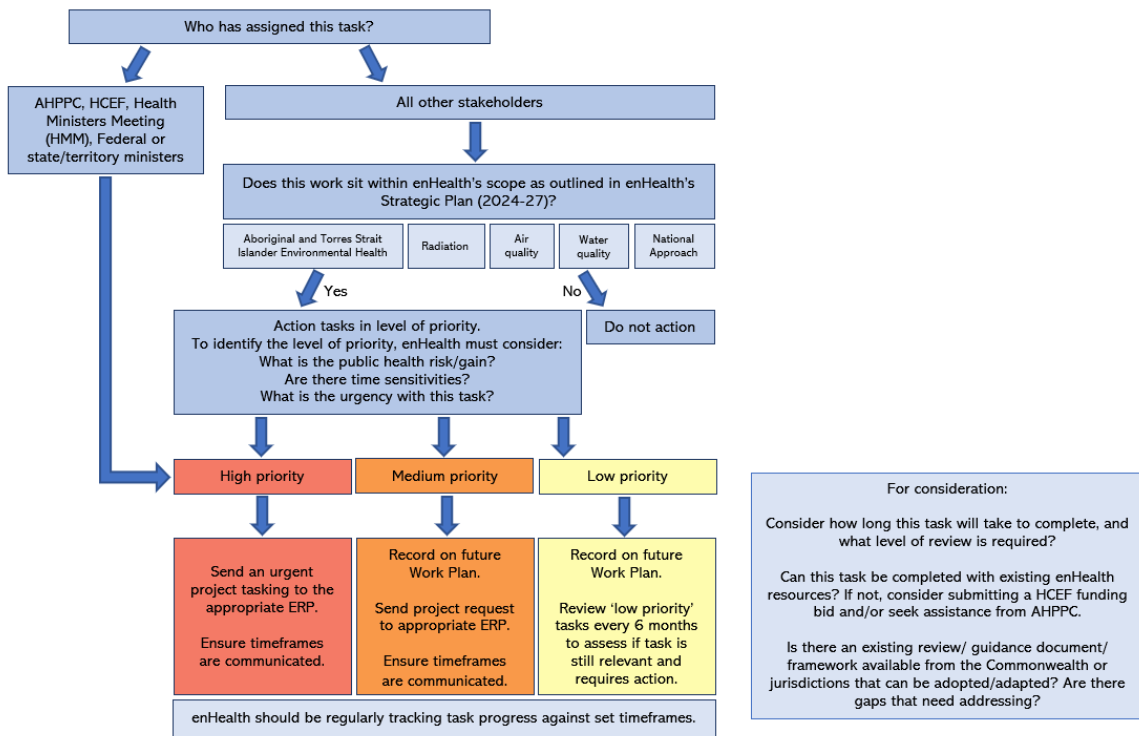 Who has assigned this task?
AHPPC, HCEF, Health
Ministers Meeting
(HMM), Federal or
state/territory ministers
All other stakeholders
Does this work sit within enHealth's scope as outlined in enHealth's
Strategic Plan (2024-27)?
Aboriginal and Torres Strait
Islander Environmental Health
Radiation
Air
quality
Water
quality
National
Approach
Yes
No
Action tasks in level of priority.
To identify the level of priority, enHealth must consider:
What is the public health risk/gain?
Are there time sensitivities?
What is the urgency with this task?
Do not action
High priority
Medium priority
Low priority
Send an urgent
project tasking to the
appropriate ERP.
Ensure timeframes
are communicated.
Record on future
Work Plan.
Send project request
to appropriate ERP.
Ensure timeframes
are communicated.
Record on future
Work Plan.
Review ‘low priority’
tasks every 6 months
to assess if task is
still relevant and
requires action.
enHealth should be regularly tracking task progress against set timeframes.
For consideration:
Consider how long this task will take to complete, and
what level of review is required?
Can this task be completed with existing enHealth
resources? If not, consider submitting a HCEF funding
bid and/or seek assistance from AHPPC.
Is there an existing review/ guidance document/
framework available from the Commonwealth or
jurisdictions that can be adopted/adapted? Are there
gaps that need addressing?